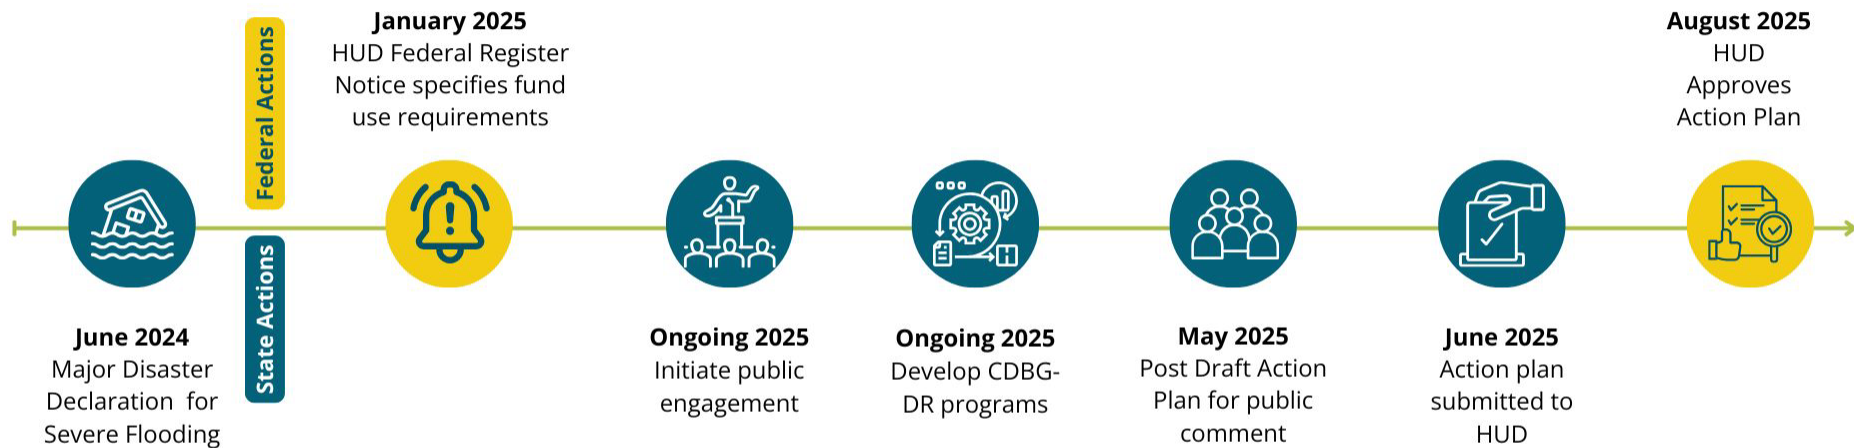 June 2024
Major Disaster
Declaration for
Severe Flooding
Federal Actions
State Actions
January 2025
HUD Federal Register
Notice specifies fund
use requirements
Ongoing 2025
Initiate public
engagement
Ongoing 2025
Develop CDBG-
DR programs
May 2025
Post Draft Action
Plan for public
comment
June 2025
Action plan
submitted to
HUD
August 2025
HUD
Approves
Action Plan